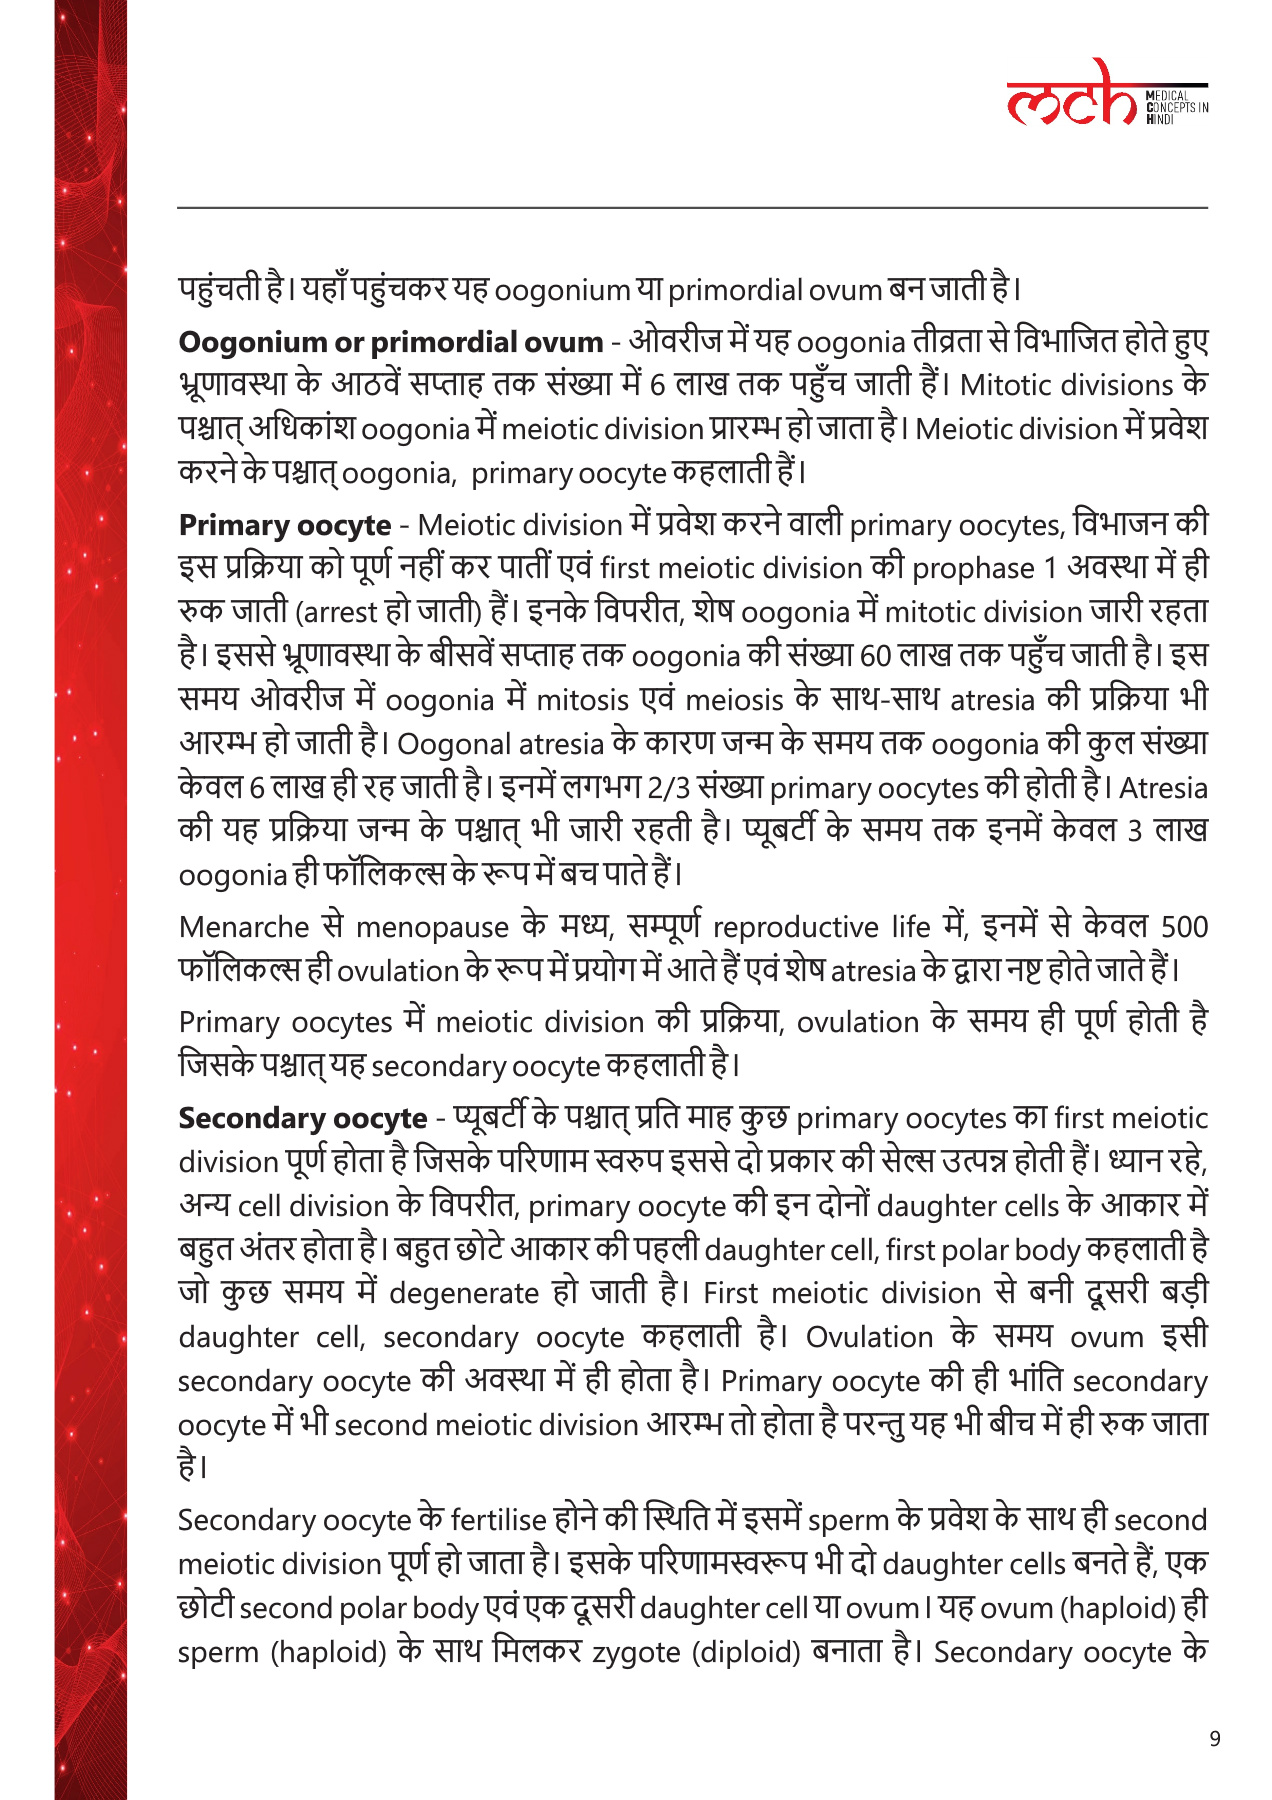 mch
MEDICAL
CONCEPTS IN
HINDI
पहुंचती है। यहाँ पहुंचकर यह oogonium या primordial ovum बन जाती है।
Oogonium or primordial ovum - ओवरीज में यह oogonia तीव्रता से विभाजित होते हुए
भ्रूणावस्था के आठवें सप्ताह तक संख्या में 6 लाख तक पहुँच जाती हैं। Mitotic divisions के
पश्चात् अधिकांश oogonia में meiotic division प्रारम्भ हो जाता है। Meiotic division में प्रवेश
करने के पश्चात् oogonia, primary oocyte कहलाती हैं।
Primary oocyte - Meiotic division में प्रवेश करने वाली primary oocytes, विभाजन की
इस प्रक्रिया को पूर्ण नहीं कर पातीं एवं first meiotic division की prophase 1 अवस्था में ही
रुक जाती (arrest हो जाती) हैं। इनके विपरीत, शेष oogonia में mitotic division जारी रहता
है। इससे भ्रूणावस्था के बीसवें सप्ताह तक oogonia की संख्या 60 लाख तक पहुँच जाती है। इस
समय ओवरीज में oogonia में mitosis एवं meiosis के साथ-साथ atresia की प्रक्रिया भी
आरम्भ हो जाती है। Oogonal atresia के कारण जन्म के समय तक oogonia की कुल संख्या
केवल 6 लाख ही रह जाती है। इनमें लगभग 2/3 संख्या primary oocytes की होती है। Atresia
की यह प्रक्रिया जन्म के पश्चात् भी जारी रहती है। प्यूबर्टी के समय तक इनमें केवल 3 लाख
oogonia ही फॉलिकल्स के रूप में बच पाते हैं।
Menarche से menopause के मध्य, सम्पूर्ण reproductive life में, इनमें से केवल 500
फॉलिकल्स ही ovulation के रूप में प्रयोग में आते हैं एवं शेष atresia के द्वारा नष्ट होते जाते हैं।
Primary oocytes में meiotic division की प्रक्रिया, ovulation के समय ही पूर्ण होती है
जिसके पश्चात् यह secondary oocyte कहलाती है।
Secondary oocyte - प्यूबर्टी के पश्चात् प्रति माह कुछ primary oocytes का first meiotic
division पूर्ण होता है जिसके परिणाम स्वरुप इससे दो प्रकार की सेल्स उत्पन्न होती हैं। ध्यान रहे,
अन्य cell division के विपरीत, primary oocyte की इन दोनों daughter cells के आकार में
बहुत अंतर होता है। बहुत छोटे आकार की पहली daughter cell, first polar body कहलाती है
जो कुछ समय में degenerate हो जाती है। First meiotic division से बनी दूसरी बड़ी
daughter cell, secondary oocyte कहलाती है। Ovulation के समय ovum इसी
secondary oocyte की अवस्था में ही होता है। Primary oocyte की ही भांति secondary
oocyte में भी second meiotic division आरम्भ तो होता है परन्तु यह भी बीच में ही रुक जाता
है।
Secondary oocyte के fertilise होने की स्थिति में इसमें sperm के प्रवेश के साथ ही second
meiotic division पूर्ण हो जाता है। इसके परिणामस्वरूप भी दो daughter cells बनते हैं, एक
छोटी second polar body एवं एक दूसरी daughter cell या ovum। यह ovum (haploid) ही
sperm (haploid) के साथ मिलकर zygote (diploid) बनाता है। Secondary oocyte के
9